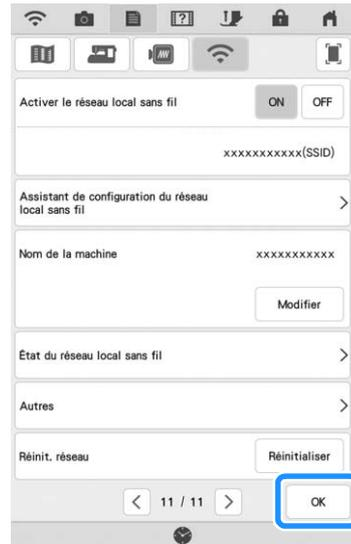 Activer le réseau local sans fil
ON
OFF
xxxxxxxxxxx(SSID)
Assistant de configuration du réseau
local sans fil
Nom de la machine
xxxxxxxxxxx
Modifier
État du réseau local sans fil
Autres
Réinit. réseau
Réinitialiser
11 / 11
OK